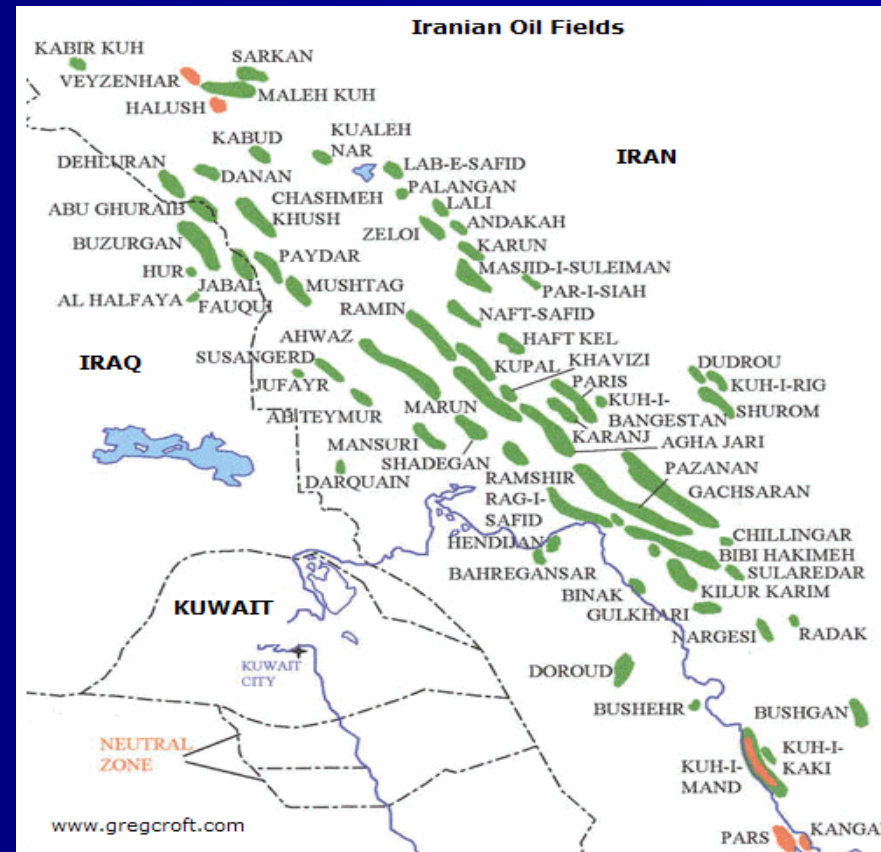 Iranian Oil Fields
KABIR KUH
SARKAN
VEYZENHAR
MALEH KUH
HALUSH
KUALEH
NAR
KABUD
IRAN
DEHLURAN
LAB-E-SAFID
DANAN
PALANGAN
CHASHMEH
KHUSH
LALI
ABU GHURAIB
ANDAKAH
ZELOI
BUZURGAN
KARUN
PAYDAR
MASJID-I-SULEIMAN
HUR
JABAL
FAUQUI
MUSHTAG
PAR-I-SIAH
AL HALFAYA
RAMIN
NAFT-SAFID
AHWAZ
HAFT KEL
IRAQ
SUSANGERD
KUPAL
KHAVIZI
DUDROU
JUFAYR
PARIS
KUH-I-RIG
KUH-I-
BANGESTAN
AB TEYMUR
MARUN
SHUROM
MANSURI
KARANJ
AGHA JARI
SHADEGAN
PAZANAN
DARQUAIN
RAMSHIR
GACHSARAN
RAG-I-
SAFID
CHILLINGAR
HENDIJAN
BIBI HAKIMEH
BAHREGANSAR
SULAREDAR
BINAK
KILUR KARIM
KUWAIT
GULKHARI
NARGESI
RADAK
KUWAIT
CITY
DOROUD
BUSHEHR
BUSHGAN
NEUTRAL
ZONE
KUH-I-
KAKI
KUH-I-
MAND
www.gregcroft.com
PARS